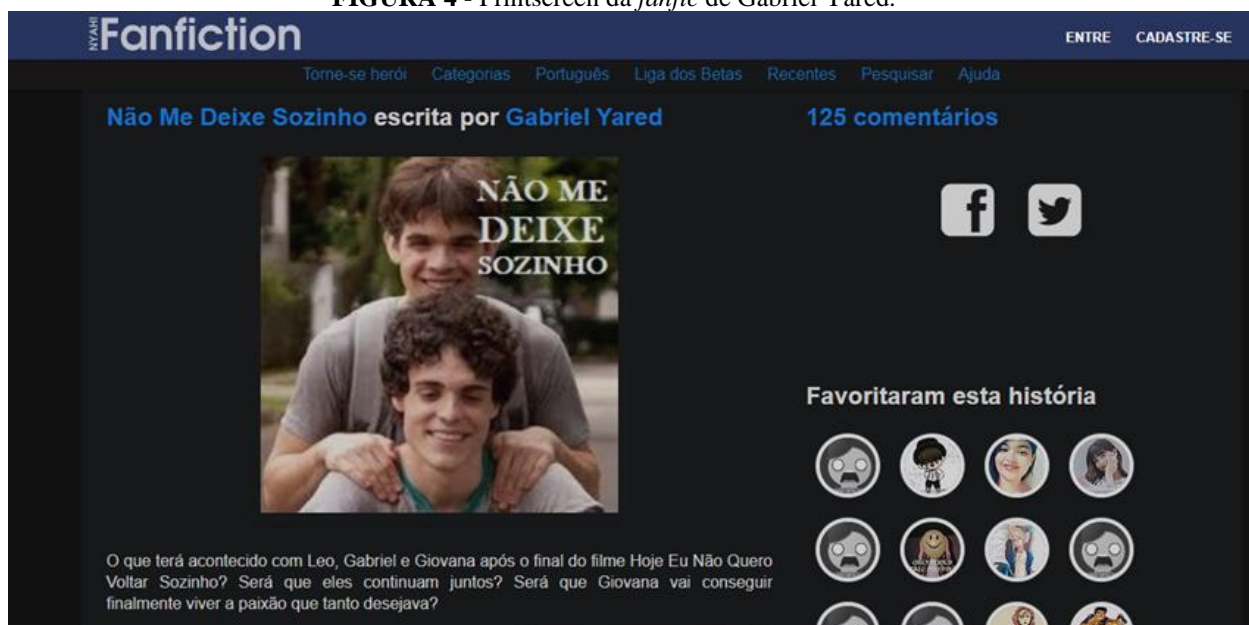 FIGURA 4 - Printscreen da fanfic de Gabriel Yared.
NYAH! Fanfiction
ENTRE CADASTRE-SE
Torne-se herói Categorias Português Liga dos Betas Recentes Pesquisar Ajuda
Não Me Deixe Sozinho escrita por Gabriel Yared
125 comentários
NÃO ME
DEIXE
SOZINHO
Favoritaram esta história
O que terá acontecido com Leo, Gabriel e Giovana após o final do filme Hoje Eu Não Quero
Voltar Sozinho? Será que eles continuam juntos? Será que Giovana vai conseguir
finalmente viver a paixão que tanto desejava?